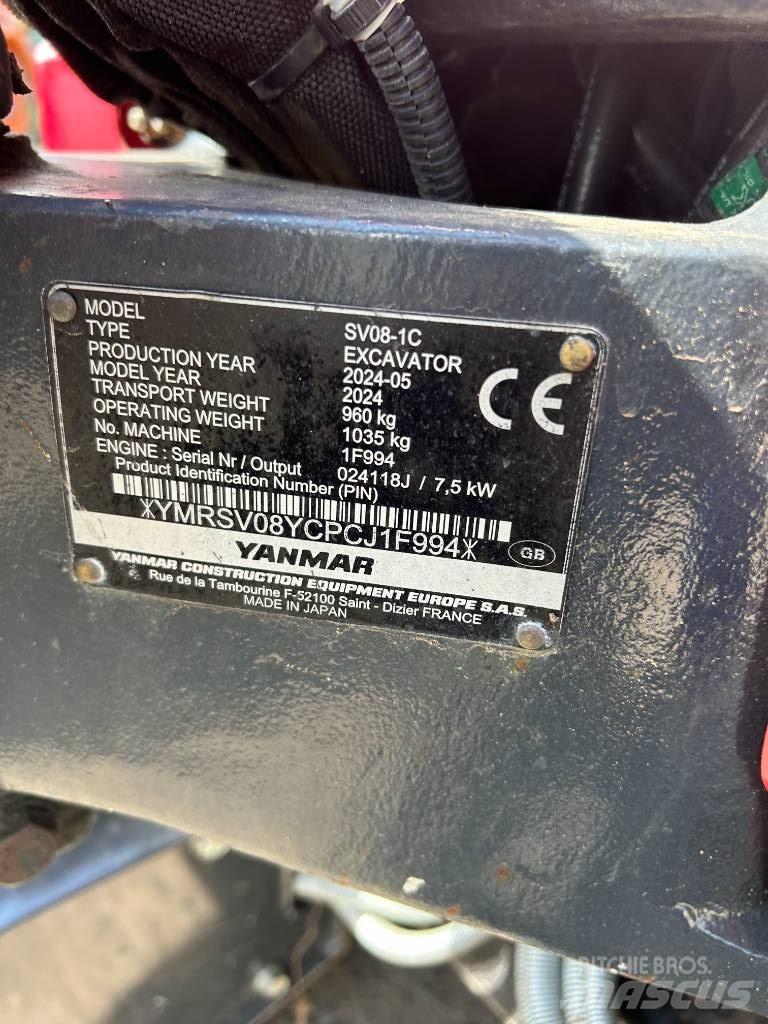 MODEL SV08-1C
TYPE EXCAVATOR
PRODUCTION YEAR 2024-05
MODEL YEAR 2024
TRANSPORT WEIGHT 960 kg
OPERATING WEIGHT 1035 kg
No. MACHINE 1F994
ENGINE : Serial Nr / Output 024118J / 7,5 kW
Product Identification Number (PIN)
YMRSV08YCPCJ1F994
YANMAR GB
YANMAR CONSTRUCTION EQUIPMENT EUROPE S.A.S.
Rue de la Tambourine F-52100 Saint - Dizier FRANCE
MADE IN JAPAN
CE
RITCHIE BROS.
Mascus